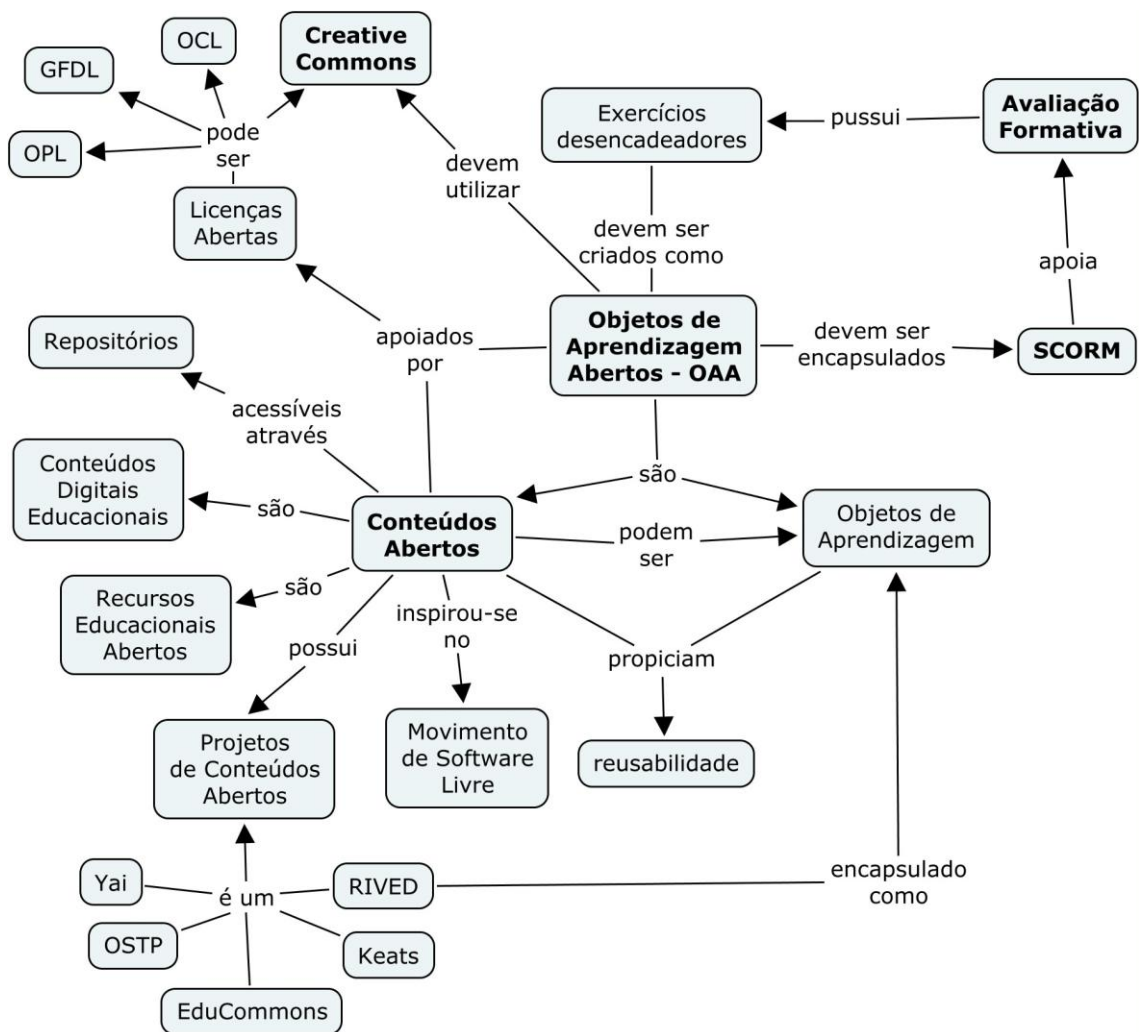 OCL
Creative
Commons
GFDL
OPL
pode
ser
Licenças
Abertas
devem
utilizar
Exercícios
desencadeadores
pussui
Avaliação
Formativa
devem ser
criados como
apoia
Repositórios
apoiados
por
Objetos de
Aprendizagem
Abertos - OAA
devem ser
encapsulados
SCORM
acessíveis
através
Conteúdos
Digitais
Educacionais
são
são
Conteúdos
Abertos
podem
ser
Objetos de
Aprendizagem
Recursos
Educacionais
Abertos
são
possui
inspirou-se
no
propiciam
Projetos
de Conteúdos
Abertos
Movimento
de Software
Livre
reusabilidade
Yai
é um
RIVED
encapsulado
como
OSTP
Keats
EduCommons